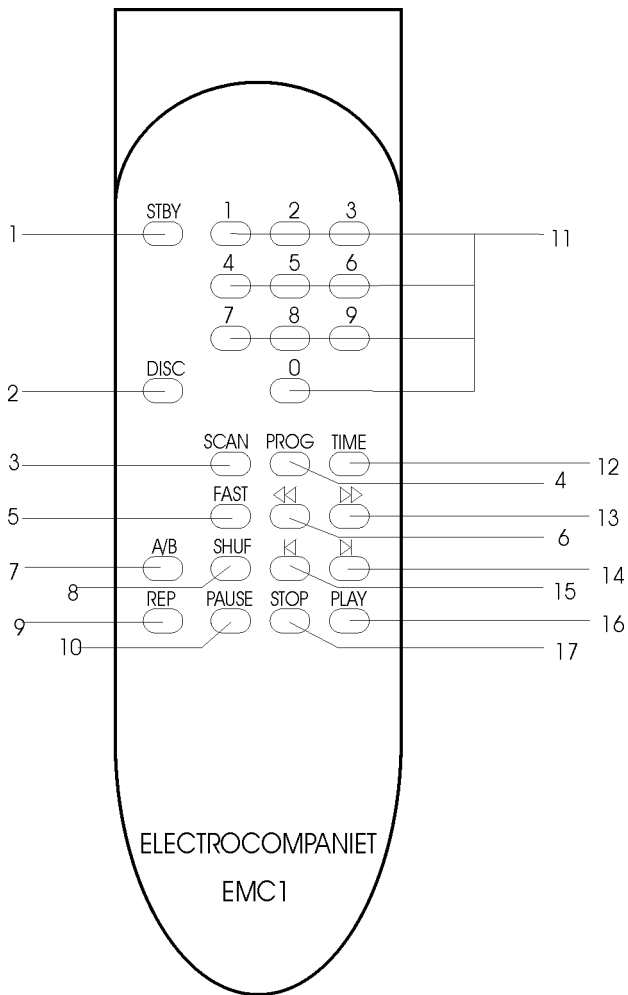 STBY 1 2 3
1 11
4 5 6
7 8 9
DISC 0
2
SCAN PROG TIME
3 12
4
FAST
5 13
6
A/B SHUF
7 14
8 15
REP PAUSE STOP PLAY
9 16
10 17
ELECTROCOMPANIET
EMC1